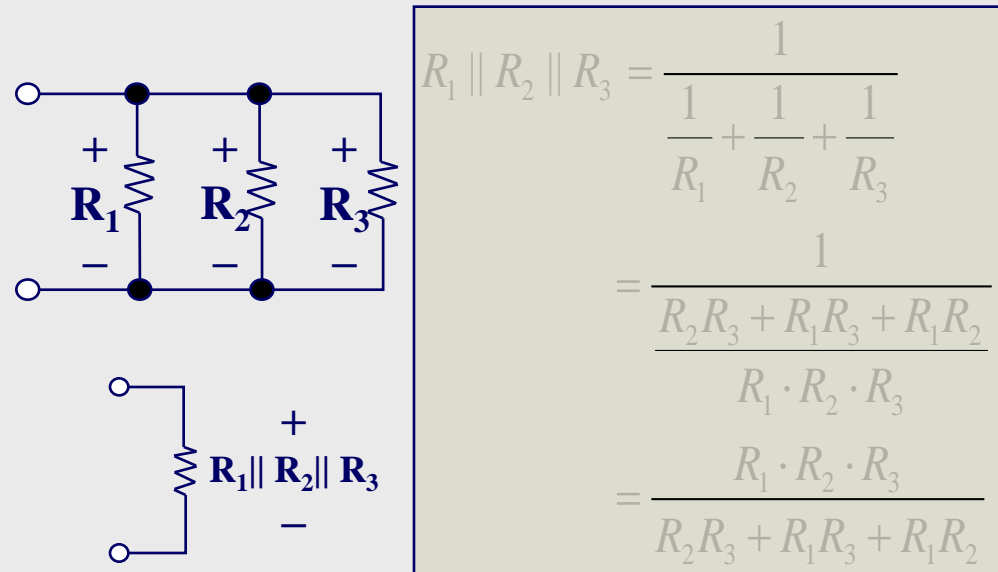 + + +
R₁ R₂ R₃
− − −
+
R₁|| R₂|| R₃
−
R₁ || R₂ || R₃ = 1 / (1/R₁ + 1/R₂ + 1/R₃)
= 1 / ((R₂R₃ + R₁R₃ + R₁R₂) / (R₁ · R₂ · R₃))
= (R₁ · R₂ · R₃) / (R₂R₃ + R₁R₃ + R₁R₂)